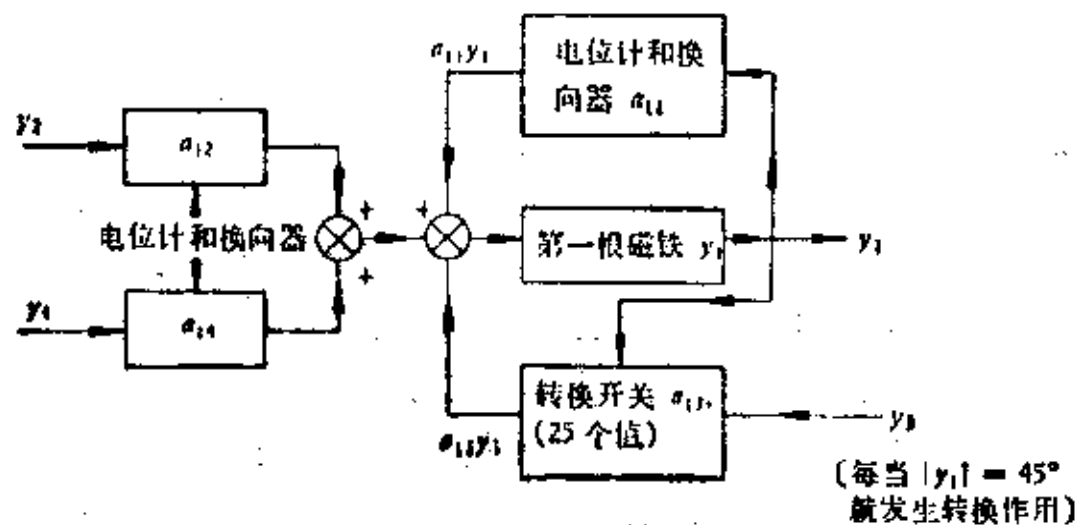 a₁₁y₁
电位计和换
向器 a₁₁
y₂
a₁₂
+
+
电位计和换向器
+
第一根磁铁 y₁
y₁
y₄
a₁₄
转换开关 a₁₃,
(25 个值)
a₁₃y₃
y₃
(每当 |y₁| = 45°
就发生转换作用)